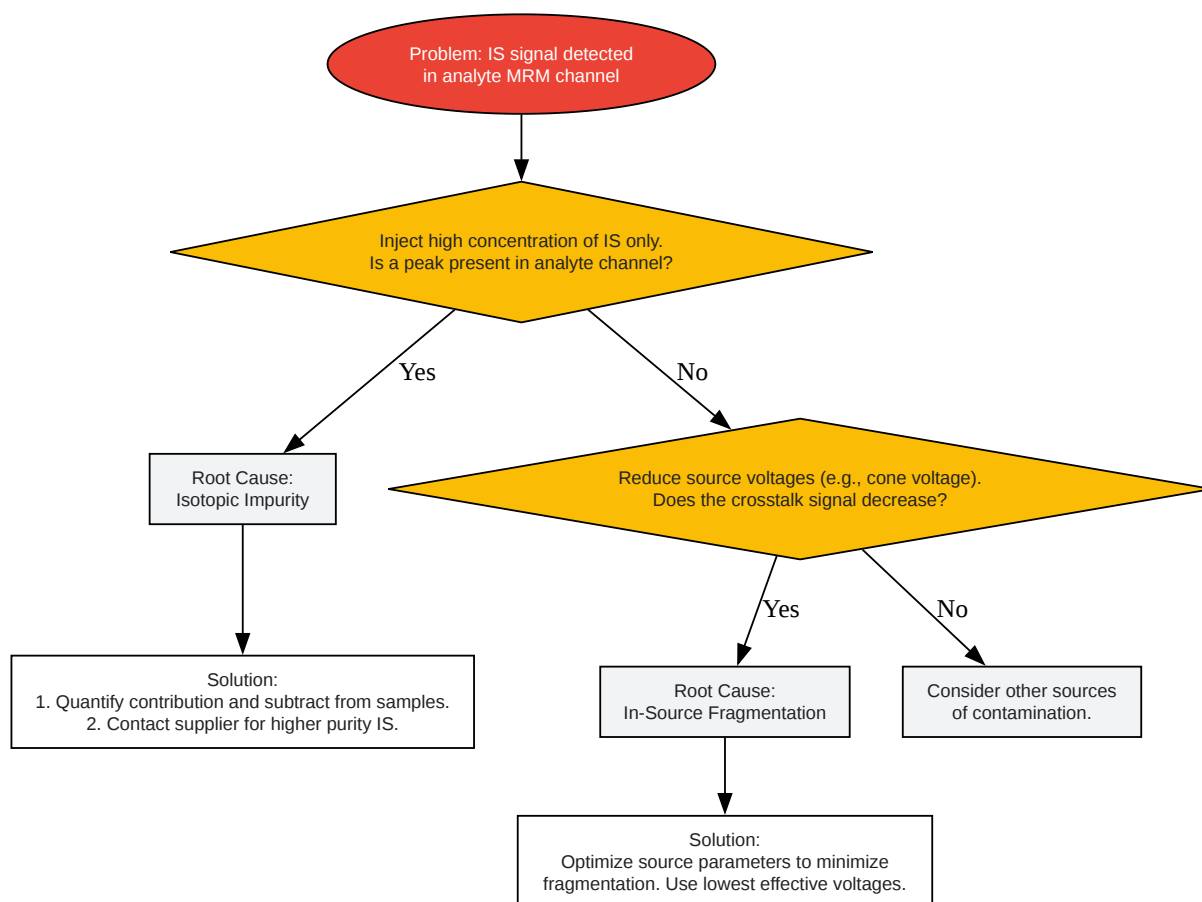 Problem: IS signal detected
in analyte MRM channel
Inject high concentration of IS only.
Is a peak present in analyte channel?
Yes
No
Root Cause:
Isotopic Impurity
Reduce source voltages (e.g., cone voltage).
Does the crosstalk signal decrease?
Yes
No
Solution:
1. Quantify contribution and subtract from samples.
2. Contact supplier for higher purity IS.
Root Cause:
In-Source Fragmentation
Consider other sources
of contamination.
Solution:
Optimize source parameters to minimize
fragmentation. Use lowest effective voltages.